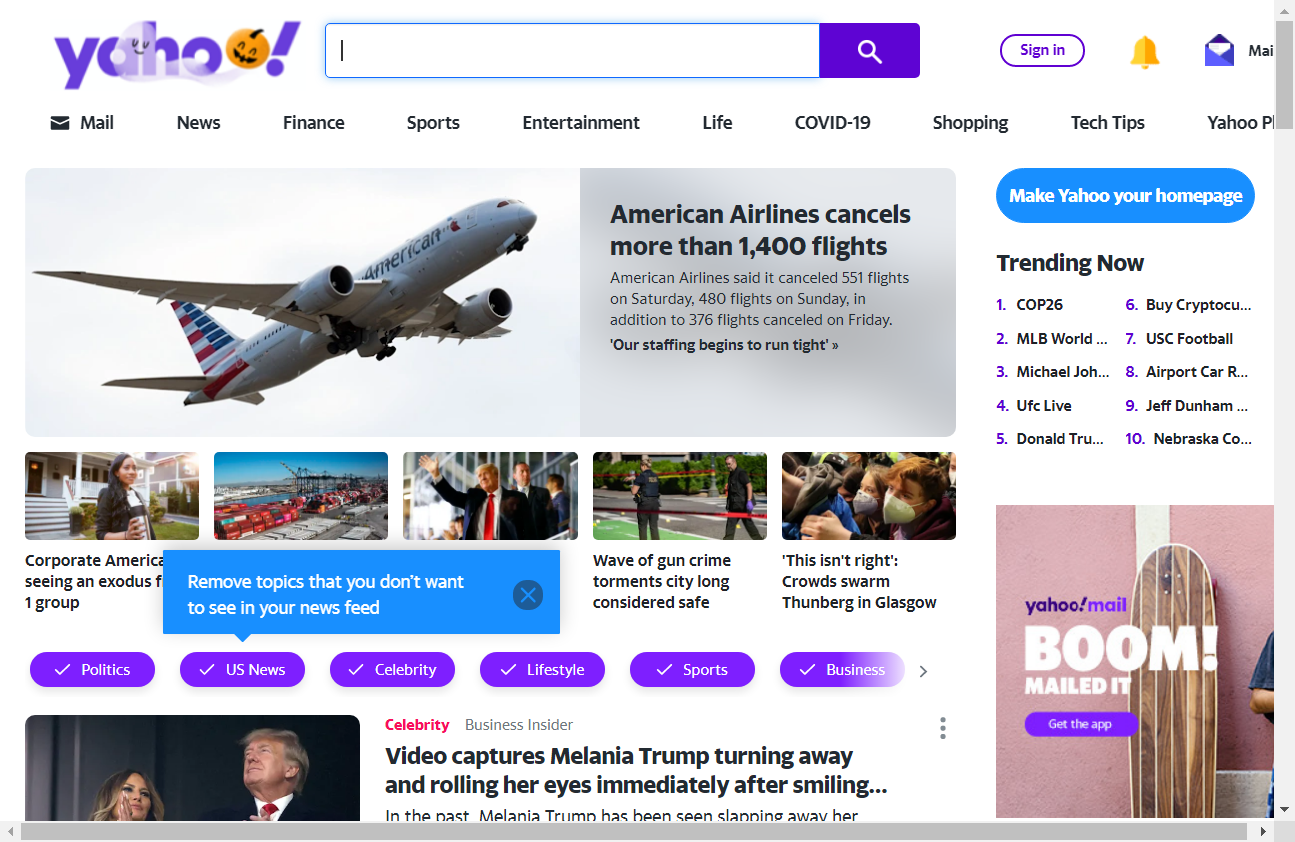 yahoo!
Sign in
Mai
Mail
News
Finance
Sports
Entertainment
Life
COVID-19
Shopping
Tech Tips
Yahoo Pl
American
American Airlines cancels
more than 1,400 flights
American Airlines said it canceled 551 flights
on Saturday, 480 flights on Sunday, in
addition to 376 flights canceled on Friday.
'Our staffing begins to run tight' »
Make Yahoo your homepage
Trending Now
1. COP26
2. MLB World ...
3. Michael Joh...
4. Ufc Live
5. Donald Tru...
6. Buy Cryptocu...
7. USC Football
8. Airport Car R...
9. Jeff Dunham ...
10. Nebraska Co...
Corporate America
seeing an exodus f
1 group
Wave of gun crime
torments city long
considered safe
'This isn't right':
Crowds swarm
Thunberg in Glasgow
Remove topics that you don't want
to see in your news feed
Politics
US News
Celebrity
Lifestyle
Sports
Business
Celebrity Business Insider
Video captures Melania Trump turning away
and rolling her eyes immediately after smiling...
In the past, Melania Trump has been seen slapping away her
yahoo!mail
BOOM!
MAILED IT
Get the app